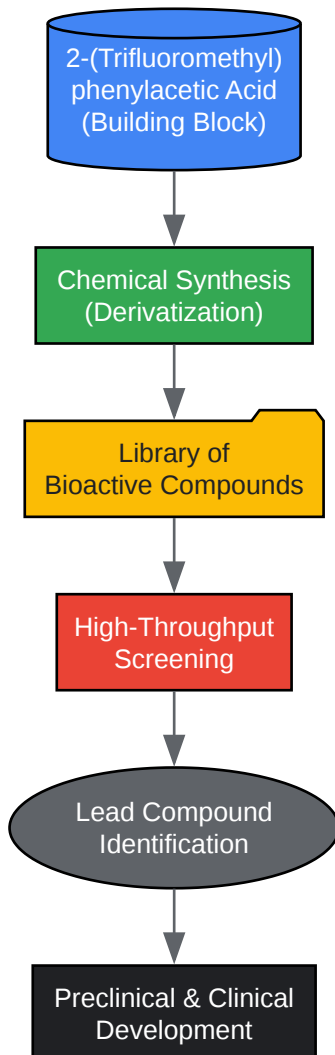 2-(Trifluoromethyl)
phenylacetic Acid
(Building Block)
Chemical Synthesis
(Derivatization)
Library of
Bioactive Compounds
High-Throughput
Screening
Lead Compound
Identification
Preclinical & Clinical
Development